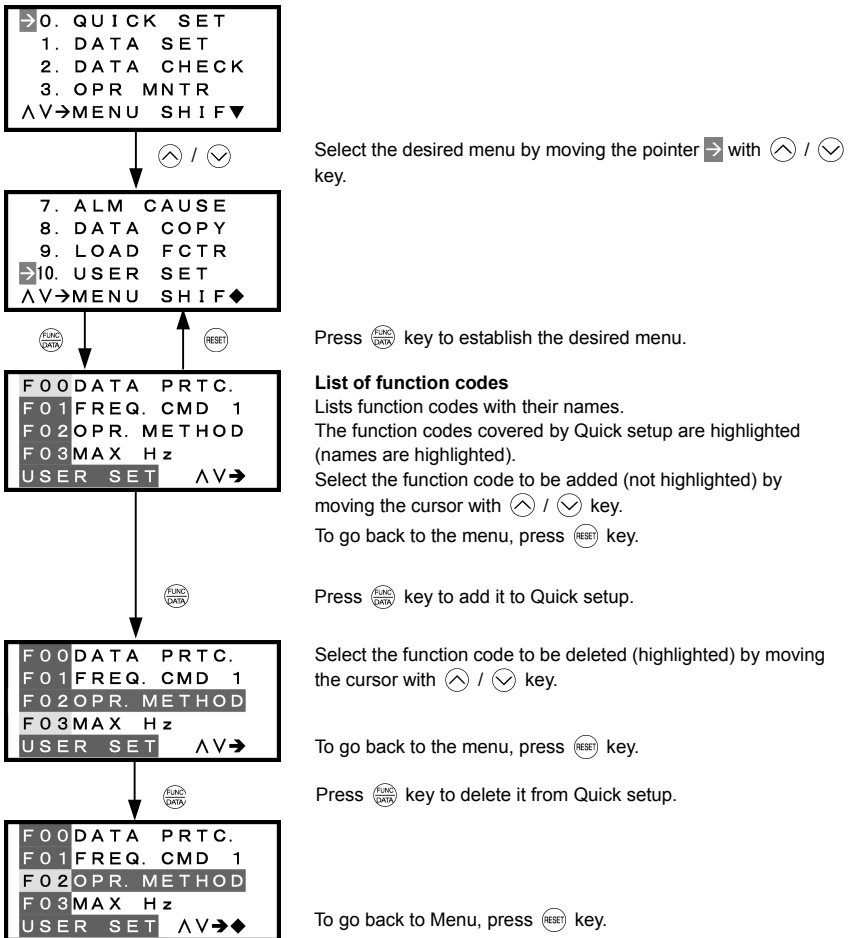 →0. QUICK SET
1. DATA SET
2. DATA CHECK
3. OPR MNTR
∧∨→MENU SHIF▼
∧ / ∨
Select the desired menu by moving the pointer → with ∧ / ∨
key.
7. ALM CAUSE
8. DATA COPY
9. LOAD FCTR
→10. USER SET
∧∨→MENU SHIF◆
FUNC
DATA
RESET
Press FUNC DATA key to establish the desired menu.
F00DATA PRTC.
F01FREQ. CMD 1
F02OPR. METHOD
F03MAX Hz
USER SET ∧∨→
List of function codes
Lists function codes with their names.
The function codes covered by Quick setup are highlighted
(names are highlighted).
Select the function code to be added (not highlighted) by
moving the cursor with ∧ / ∨ key.
To go back to the menu, press RESET key.
FUNC
DATA
Press FUNC DATA key to add it to Quick setup.
F00DATA PRTC.
F01FREQ. CMD 1
F02OPR. METHOD
F03MAX Hz
USER SET ∧∨→
Select the function code to be deleted (highlighted) by moving
the cursor with ∧ / ∨ key.
To go back to the menu, press RESET key.
FUNC
DATA
Press FUNC DATA key to delete it from Quick setup.
F00DATA PRTC.
F01FREQ. CMD 1
F02OPR. METHOD
F03MAX Hz
USER SET ∧∨→◆
To go back to Menu, press RESET key.